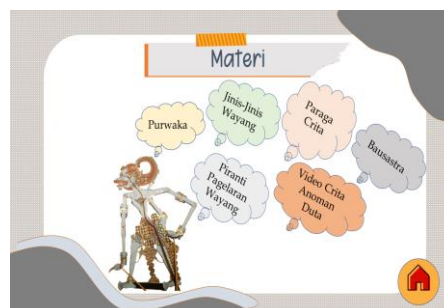 Materi
Purwaka
Jinis-Jinis
Wayang
Paraga
Crita
Bausastra
Piranti
Pagelaran
Wayang
Video Crita
Anoman
Duta